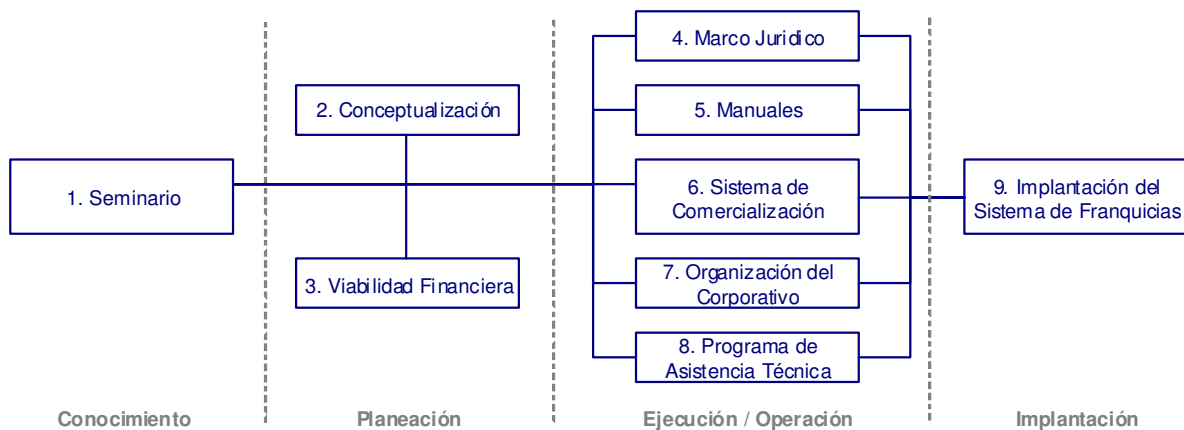 1. Seminario
2. Conceptualización
3. Viabilidad Financiera
4. Marco Juridico
5. Manuales
6. Sistema de
Comercialización
7. Organización del
Corporativo
8. Programa de
Asistencia Técnica
9. Implantación del
Sistema de Franquicias
Conocimiento
Planeación
Ejecución / Operación
Implantación